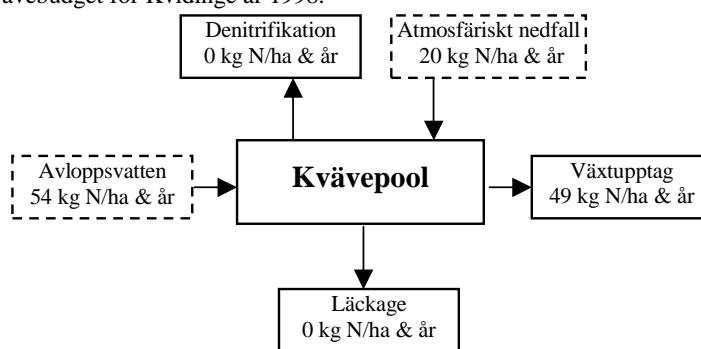 för Kvidinge år 1998.
Denitrifikation
0 kg N/ha & år
Atmosfäriskt nedfall
20 kg N/ha & år
Avloppsvatten
54 kg N/ha & år
Kvävepool
Växtupptag
49 kg N/ha & år
Läckage
0 kg N/ha & år